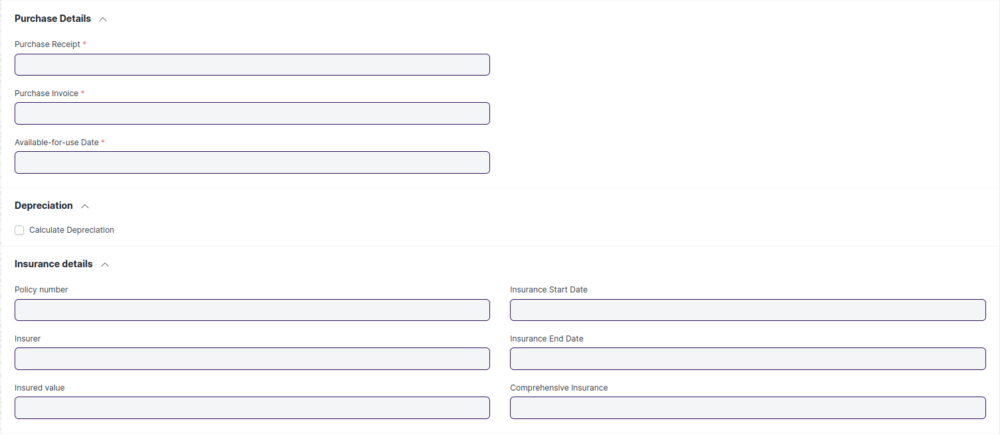 Purchase Details
Purchase Receipt *
Purchase Invoice *
Available-for-use Date *
Depreciation
Calculate Depreciation
Insurance details
Policy number
Insurance Start Date
Insurer
Insurance End Date
Insured value
Comprehensive Insurance